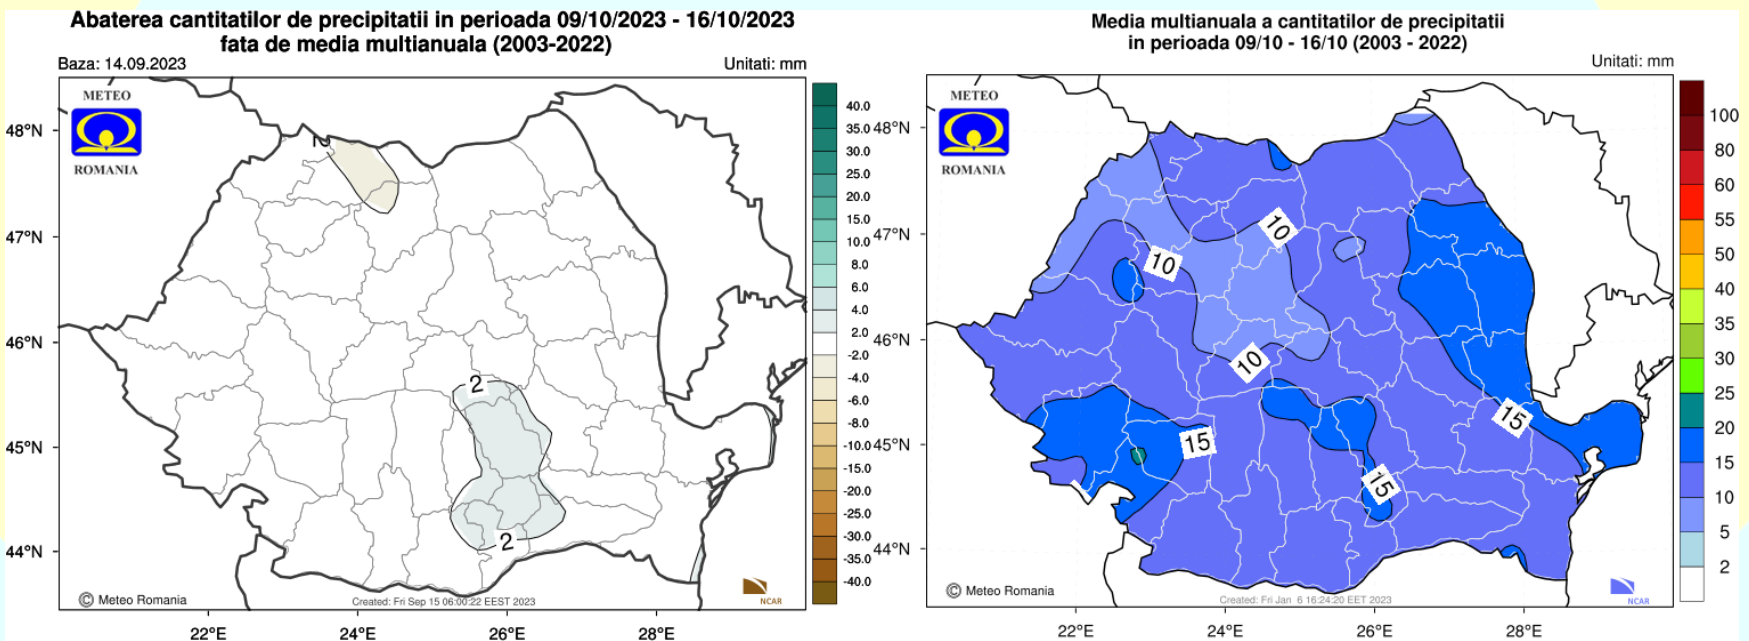 Abaterea cantitatilor de precipitatii in perioada 09/10/2023 - 16/10/2023
fata de media multianuala (2003-2022)
Baza: 14.09.2023
Unitati: mm
METEO
ROMANIA
48°N
47°N
46°N
45°N
44°N
22°E
24°E
26°E
28°E
2
2
2
40.0
35.0
30.0
25.0
20.0
15.0
10.0
8.0
6.0
4.0
2.0
-2.0
-4.0
-6.0
-8.0
-10.0
-15.0
-20.0
-25.0
-30.0
-35.0
-40.0
© Meteo Romania
Created: Fri Sep 15 06:00:22 EEST 2023
NCAR
Media multianuala a cantitatilor de precipitatii
in perioada 09/10 - 16/10 (2003 - 2022)
Unitati: mm
METEO
ROMANIA
48°N
47°N
46°N
45°N
44°N
22°E
24°E
26°E
28°E
10
10
10
15
15
15
100
80
60
55
50
40
35
30
25
20
15
10
5
2
© Meteo Romania
Created: Fri Jan 6 16:24:20 EET 2023
NCAR